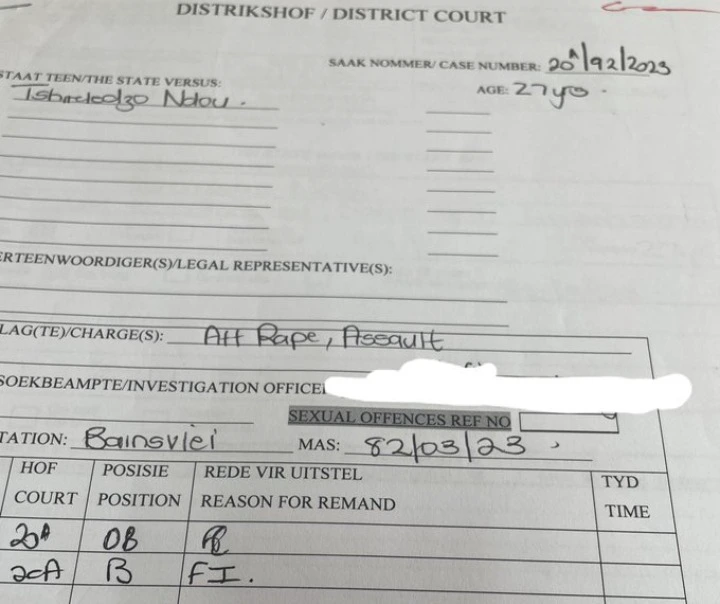 DISTRIKSHOF / DISTRICT COURT
SAAK NOMMER/ CASE NUMBER: 20A/92/2023
STAAT TEEN/THE STATE VERSUS:
AGE: 27yo.
Ndou.
ERTEENWOORDIGER(S)/LEGAL REPRESENTATIVE(S):
LAG(TE)/CHARGE(S): Att Rape, Assault
SOEKBEAMPTE/INVESTIGATION OFFICE
SEXUAL OFFENCES REF NO
TATION: Bainsvlei MAS: 82/03/23
HOF POSISIE REDE VIR UITSTEL TYD
COURT POSITION REASON FOR REMAND TIME
20A OB
20A B FI.